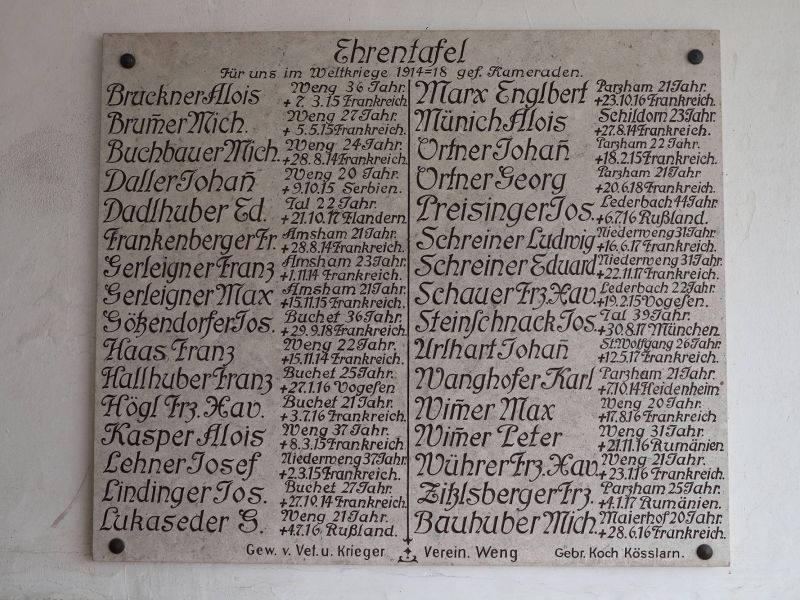 Ehrentafel
Für uns im Weltkriege 1914=18 gef. Kameraden.
Bruckner Alois Weng 36 Jahr.
+ 7. 3.15 Frankreich
Brum̄er Mich. Weng 27 Jahr.
+ 5.5.15 Frankreich.
Buchbauer Mich. Weng 24 Jahr.
+28.8.14 Frankreich.
Daller Johan̄ Weng 20 Jahr.
+9.10.15 Serbien.
Dadlhuber Ed. Tal 22 Jahr.
+21.10.17 Flandern.
Frankenberger Fr. Amsham 21 Jahr.
+28.8.14 Frankreich.
Gerleigner Franz Amsham 23 Jahr.
+1.11.14 Frankreich.
Gerleigner Max Amsham 21 Jahr.
+15.11.15 Frankreich.
Götzendorfer Jos. Buchet 36 Jahr.
+29.9.18 Frankreich.
Haas Franz Weng 22 Jahr.
+15.11.14 Frankreich.
Hallhuber Franz Buchet 25 Jahr.
+27.1.16 Vogesen
Högl Frz. Xav. Buchet 21 Jahr.
+3.7.16 Frankreich.
Kasper Alois Weng 37 Jahr.
+8.3.15 Frankreich.
Lehner Josef Niederweng 37 Jahr.
+2.3.15 Frankreich.
Lindinger Jos. Buchet 27 Jahr.
+27.10.14 Frankreich.
Lukaseder G. Weng 21 Jahr.
+4.7.16 Rußland.
Marx Englbert Parzham 21 Jahr.
+23.10.16 Frankreich.
Münich Alois Schildorn 23 Jahr.
+27.8.14 Frankreich.
Ortner Johan̄ Parzham 22 Jahr.
+18.2.15 Frankreich.
Ortner Georg Parzham 21 Jahr
+20.6.18 Frankreich.
Preisinger Jos. Lederbach 44 Jahr.
+6.7.16 Rußland.
Schreiner Ludwig Niederweng 31 Jahr.
+16.6.17 Frankreich.
Schreiner Eduard Niederweng 31 Jahr.
+22.11.17 Frankreich.
Schauer Frz. Xav. Lederbach 22 Jahr.
+19.2.15 Vogesen.
Steinschnack Jos. Tal 39 Jahr.
+30.8.17 München.
Urlhart Johan̄ St. Wolfgang 26 Jahr.
+12.5.17 Frankreich.
Wanghofer Karl Parzham 21 Jahr.
+7.10.14 Heidenheim
Wim̄er Max Weng 20 Jahr.
+17.8.16 Frankreich
Wim̄er Peter Weng 31 Jahr.
+21.11.16 Rumänien
Wührer Frz. Xav. Weng 21 Jahr.
+23.1.16 Frankreich.
Zitzlsberger Frz. Parzham 25 Jahr.
+4.1.17 Rumänien.
Bauhuber Mich. Maierhof 20 Jahr.
+28.6.16 Frankreich.
Gew. v. Vet. u. Krieger Verein. Weng Gebr. Koch Kösslarn.